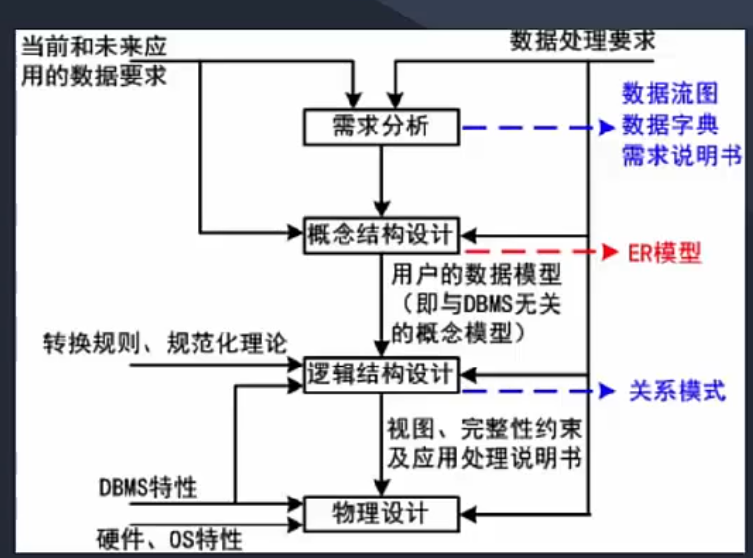 当前和未来应
用的数据要求
数据处理要求
需求分析
数据流图
数据字典
需求说明书
概念结构设计
ER模型
用户的数据模型
（即与DBMS无关
的概念模型）
转换规则、规范化理论
逻辑结构设计
关系模式
视图、完整性约束
及应用处理说明书
DBMS特性
物理设计
硬件、OS特性